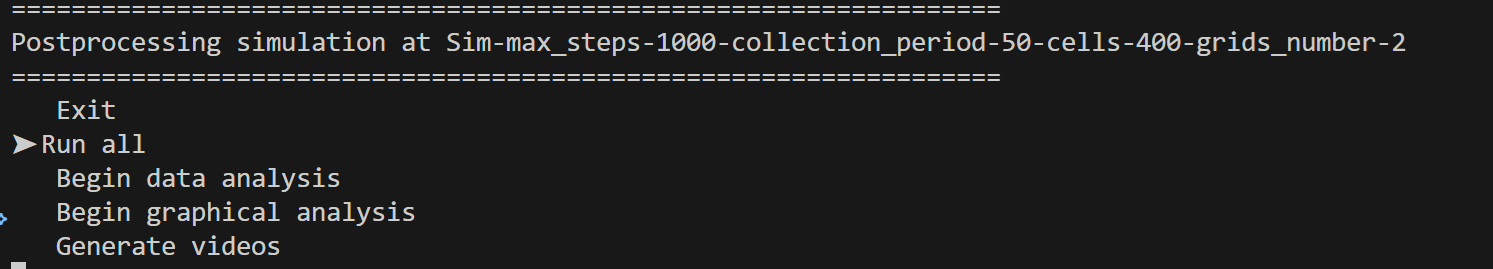 ==================================================================
Postprocessing simulation at Sim-max_steps-1000-collection_period-50-cells-400-grids_number-2
==================================================================
Exit
➤Run all
Begin data analysis
Begin graphical analysis
Generate videos